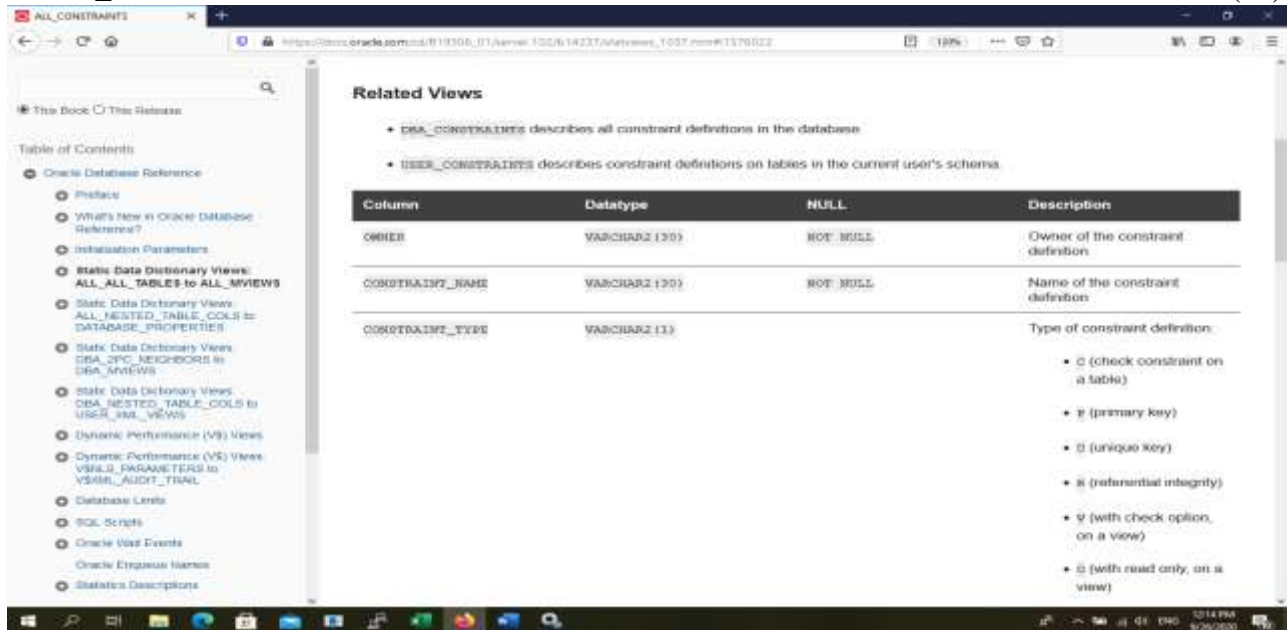 ALL_CONSTRAINTS
120%
This Book This Release
Table of Contents
Oracle Database Reference
Preface
What's New in Oracle Database
Reference?
Initialization Parameters
Static Data Dictionary Views:
ALL_ALL_TABLES to ALL_MVIEWS
Static Data Dictionary Views:
ALL_NESTED_TABLE_COLS to
DATABASE_PROPERTIES
Static Data Dictionary Views:
DBA_2PC_NEIGHBORS to
DBA_MVIEWS
Static Data Dictionary Views:
DBA_NESTED_TABLE_COLS to
USER_XML_VIEWS
Dynamic Performance (V$) Views
Dynamic Performance (V$) Views:
V$NLS_PARAMETERS to
V$XML_AUDIT_TRAIL
Database Limits
SQL Scripts
Oracle Wait Events
Oracle Enqueue Names
Statistics Descriptions
Related Views
• DBA_CONSTRAINTS describes all constraint definitions in the database.
• USER_CONSTRAINTS describes constraint definitions on tables in the current user's schema.
Column Datatype NULL Description
OWNER VARCHAR2(30) NOT NULL Owner of the constraint
definition
CONSTRAINT_NAME VARCHAR2(30) NOT NULL Name of the constraint
definition
CONSTRAINT_TYPE VARCHAR2(1) Type of constraint definition:
• C (check constraint on
a table)
• P (primary key)
• U (unique key)
• R (referential integrity)
• V (with check option,
on a view)
• O (with read only, on a
view)
ENG
12:14 PM